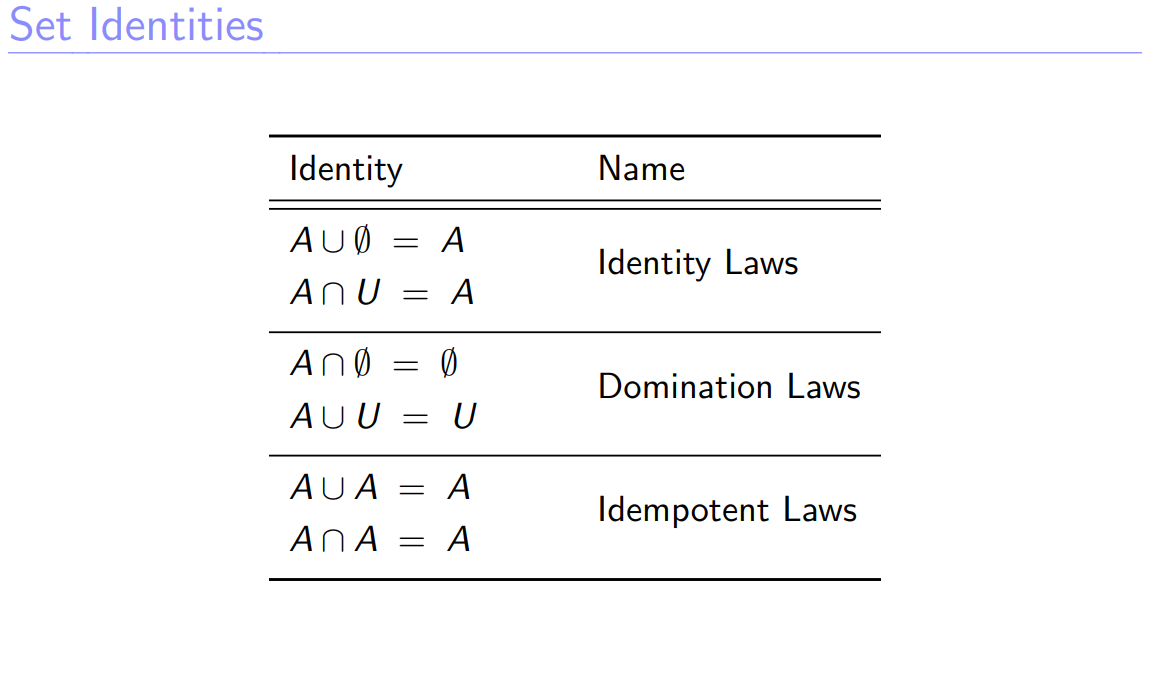 Set Identities
Identity Name
A ∪ ∅ = A
A ∩ U = A
Identity Laws
A ∩ ∅ = ∅
A ∪ U = U
Domination Laws
A ∪ A = A
A ∩ A = A
Idempotent Laws